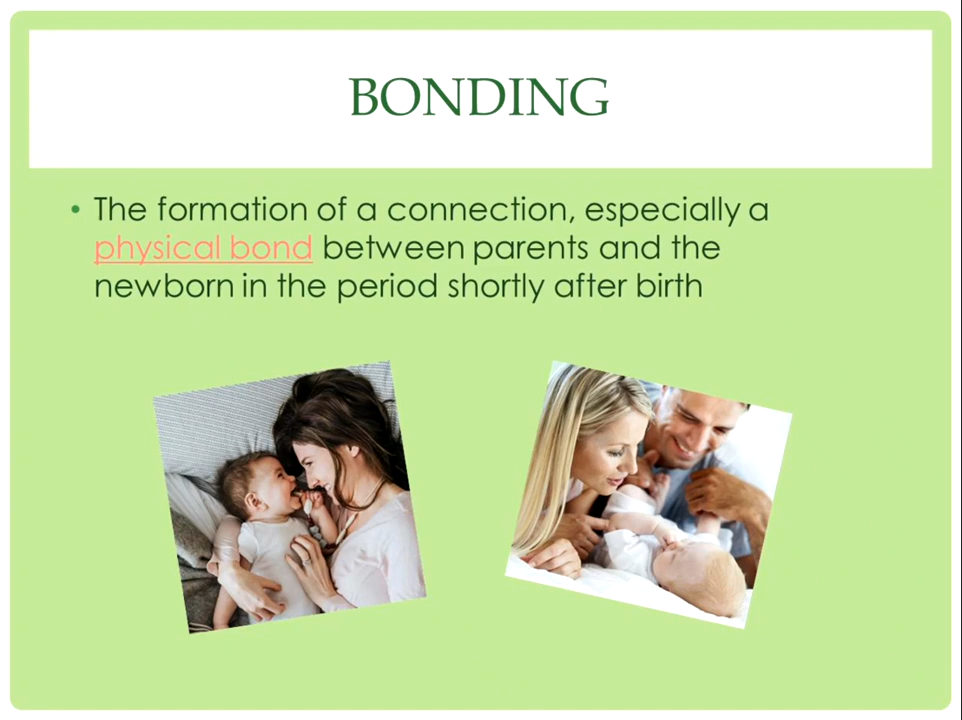 BONDING
• The formation of a connection, especially a
physical bond between parents and the
newborn in the period shortly after birth